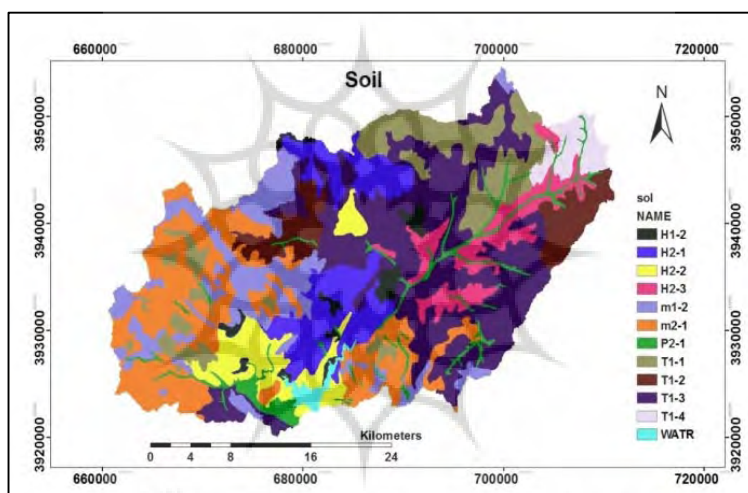 660000 680000 700000 720000
Soil
N
3950000
3940000
3930000
3920000
3950000
3940000
3930000
3920000
sol
NAME
H1-2
H2-1
H2-2
H2-3
m1-2
m2-1
P2-1
T1-1
T1-2
T1-3
T1-4
WATR
Kilometers
0 4 8 16 24
660000 680000 700000 720000